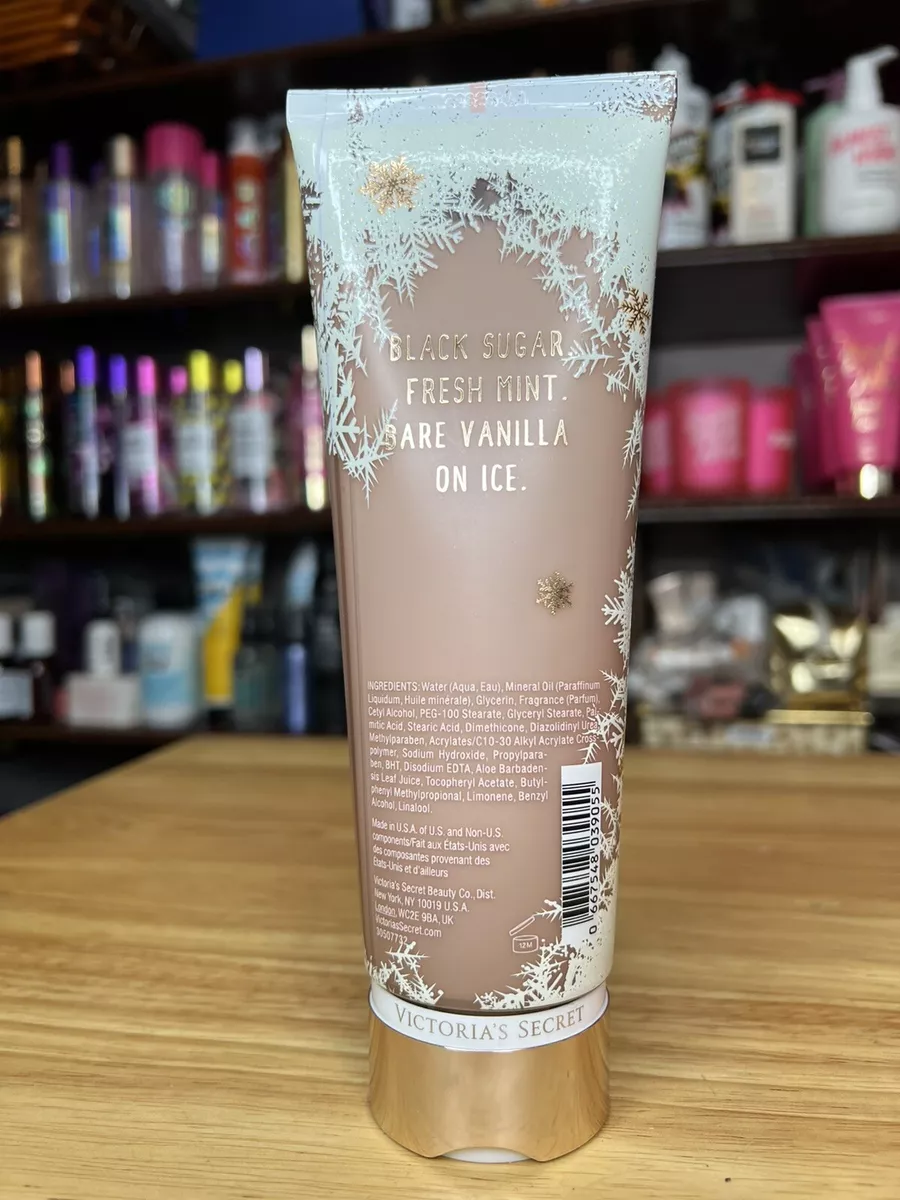 BLACK SUGAR.
FRESH MINT.
BARE VANILLA
ON ICE.
INGREDIENTS: Water (Aqua, Eau), Mineral Oil (Paraffinum
Liquidum, Huile minérale), Glycerin, Fragrance (Parfum),
Cetyl Alcohol, PEG-100 Stearate, Glyceryl Stearate, Pal-
mitic Acid, Stearic Acid, Dimethicone, Diazolidinyl Urea,
Methylparaben, Acrylates/C10-30 Alkyl Acrylate Cross-
polymer, Sodium Hydroxide, Propylpara-
ben, BHT, Disodium EDTA, Aloe Barbaden-
sis Leaf Juice, Tocopheryl Acetate, Butyl-
phenyl Methylpropional, Limonene, Benzyl
Alcohol, Linalool.
Made in U.S.A. of U.S. and Non-U.S.
components/Fait aux États-Unis avec
des composantes provenant des
États-Unis et d'ailleurs
Victoria's Secret Beauty Co., Dist.
New York, NY 10019 U.S.A.
London, WC2E 9BA, UK
VictoriasSecret.com
30507732
12M
0 667548 039055
VICTORIA'S SECRET